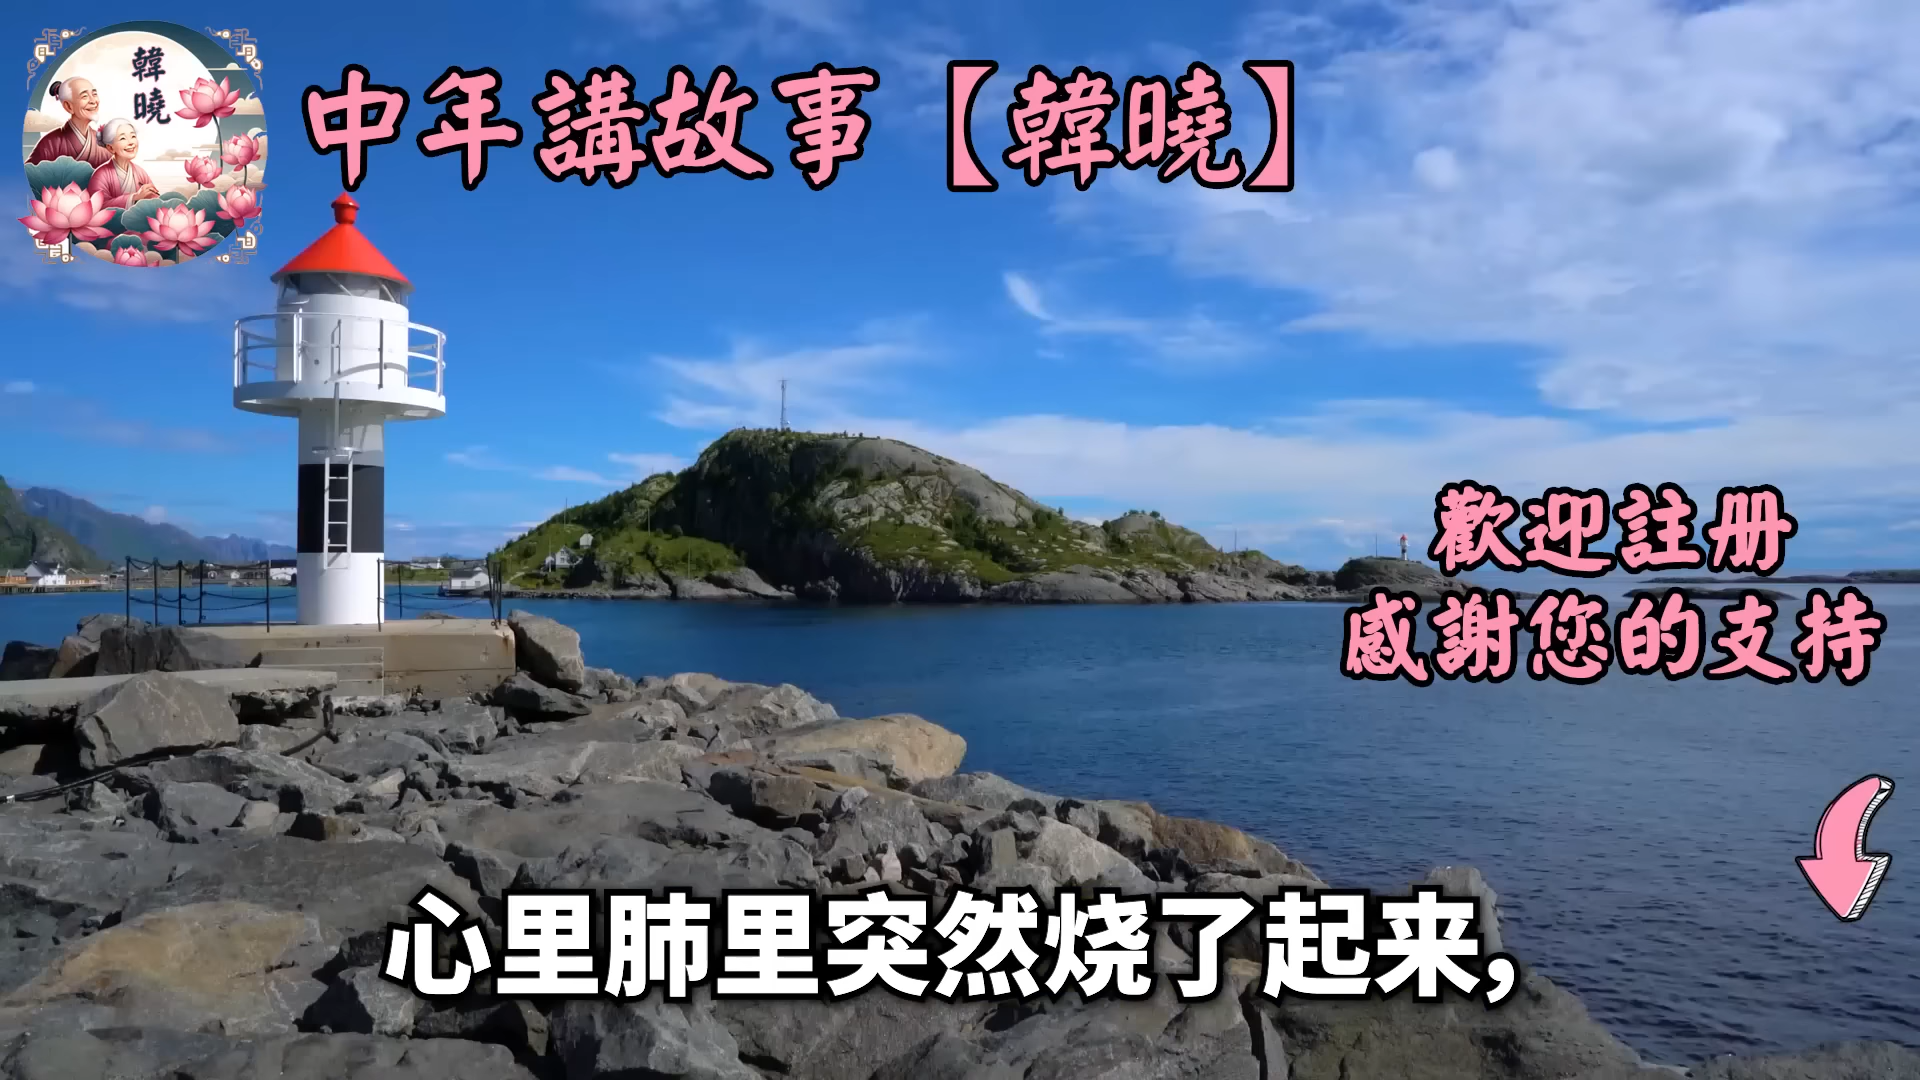 韓
曉
中年講故事【韓曉】
歡迎註册
感謝您的支持
心里肺里突然烧了起来,